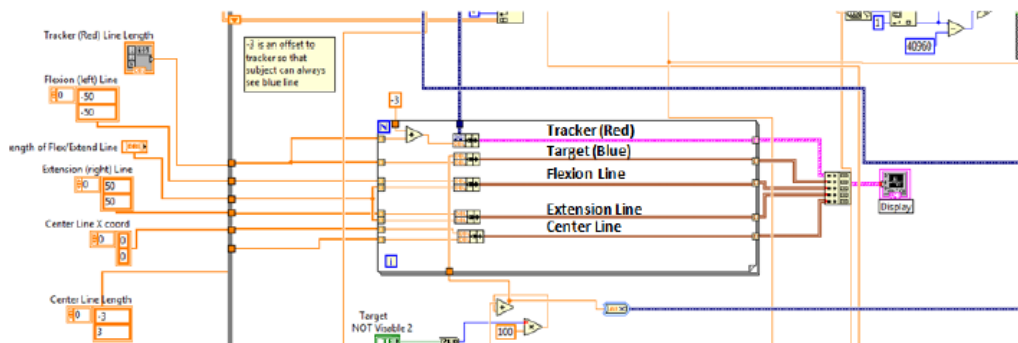 Tracker (Red) Line Length
Flexion (left) Line
0
-50
-50
ength of Flex/Extend Line
Extension (right) Line
0
50
50
Center Line X coord
0
0
0
Center Line Length
0
-3
3
-3 is an offset to
tracker so that
subject can always
see blue line
-3
N
Tracker (Red)
Target (Blue)
Flexion Line
Extension Line
Center Line
i
Display
1
40960
Target
NOT Visable 2
100